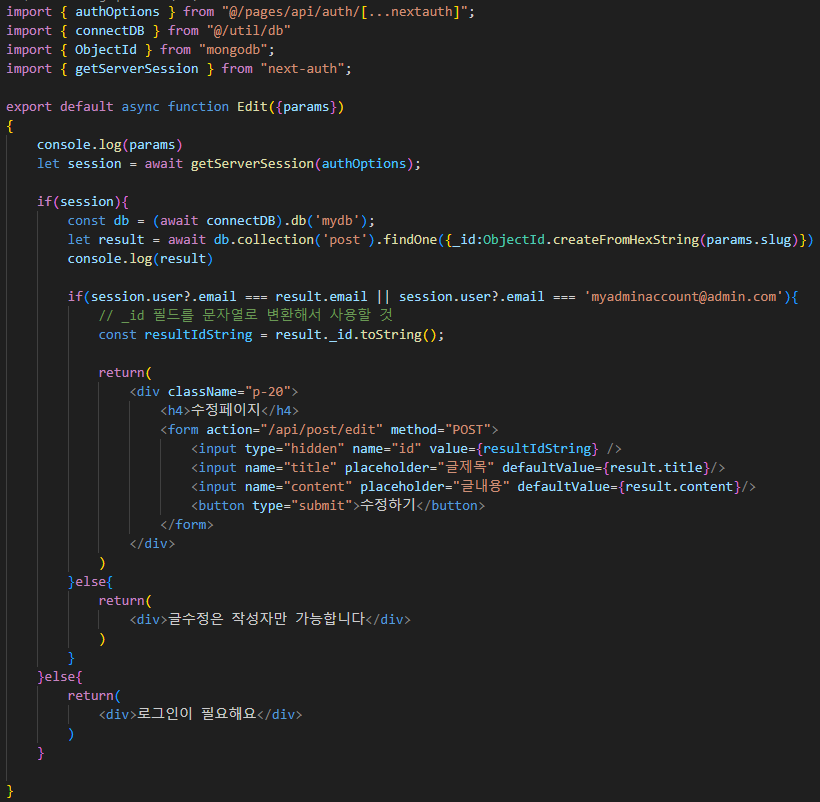 import { authOptions } from "@/pages/api/auth/[...nextauth]";
import { connectDB } from "@/util/db"
import { ObjectId } from "mongodb";
import { getServerSession } from "next-auth";

export default async function Edit({params})
{
    console.log(params)
    let session = await getServerSession(authOptions);

    if(session){
        const db = (await connectDB).db('mydb');
        let result = await db.collection('post').findOne({_id:ObjectId.createFromHexString(params.slug)})
        console.log(result)

        if(session.user?.email === result.email || session.user?.email === 'myadminaccount@admin.com'){
            // _id 필드를 문자열로 변환해서 사용할 것
            const resultIdString = result._id.toString();

            return(
                <div className="p-20">
                    <h4>수정페이지</h4>
                    <form action="/api/post/edit" method="POST">
                        <input type="hidden" name="id" value={resultIdString} />
                        <input name="title" placeholder="글제목" defaultValue={result.title}/>
                        <input name="content" placeholder="글내용" defaultValue={result.content}/>
                        <button type="submit">수정하기</button>
                    </form>
                </div>
            )
        }else{
            return(
                <div>글수정은 작성자만 가능합니다</div>
            )
        }
    }else{
        return(
            <div>로그인이 필요해요</div>
        )
    }

}